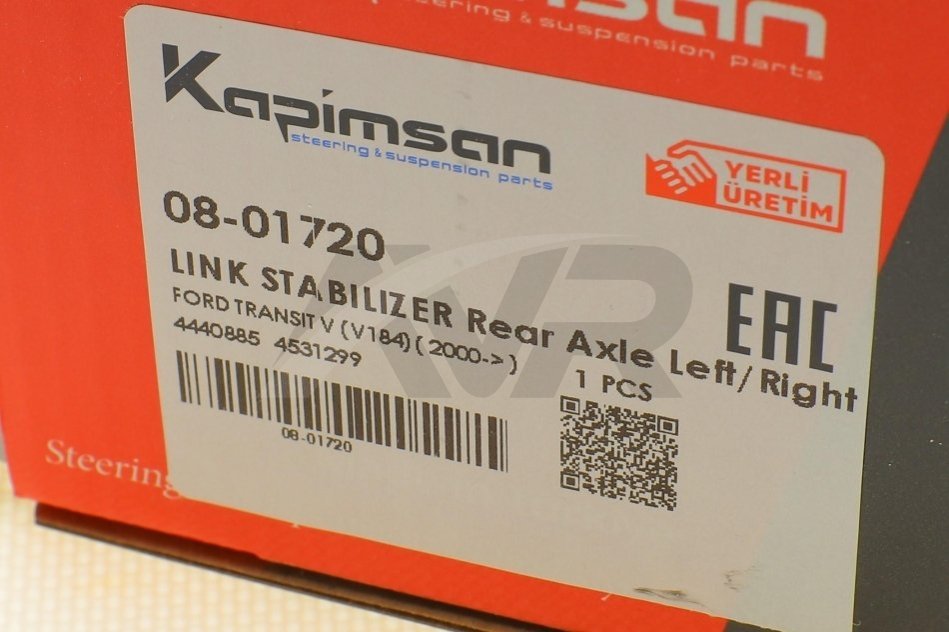 steering & suspension parts
Kapimsan
steering & suspension parts
YERLİ
ÜRETİM
08-01720
LINK STABILIZER Rear Axle Left/Right
FORD TRANSIT V (V184) ( 2000-> )
4440885 4531299
EAC
1 PCS
08-01720
Steering
AVR